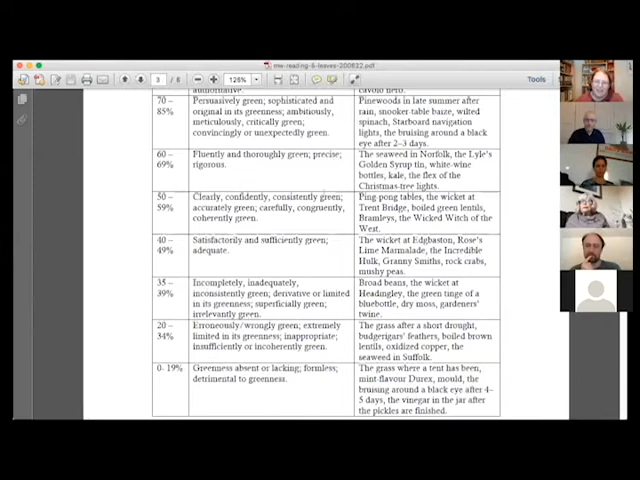 mw-reading-6-leaves-200622.pdf
3 / 6
128%
Tools
authoritative.
cavolo nero.
70 –
85%
Persuasively green; sophisticated and
original in its greenness; ambitiously,
meticulously, critically green;
convincingly or unexpectedly green.
Pinewoods in late summer after
rain, snooker-table baize, wilted
spinach, Starboard navigation
lights, the bruising around a black
eye after 2–3 days.
60 –
69%
Fluently and thoroughly green; precise;
rigorous.
The seaweed in Norfolk, the Lyle's
Golden Syrup tin, white-wine
bottles, kale, the flex of the
Christmas-tree lights.
50 –
59%
Clearly, confidently, consistently green;
accurately green; carefully, congruently,
coherently green.
Ping-pong tables, the wicket at
Trent Bridge, boiled green lentils,
Bramleys, the Wicked Witch of the
West.
40 –
49%
Satisfactorily and sufficiently green;
adequate.
The wicket at Edgbaston, Rose's
Lime Marmalade, the Incredible
Hulk, Granny Smiths, rock crabs,
mushy peas.
35 –
39%
Incompletely, inadequately,
inconsistently green; derivative or limited
in its greenness; superficially green;
irrelevantly green.
Broad beans, the wicket at
Headingley, the green tinge of a
bluebottle, dry moss, gardeners'
twine.
20 –
34%
Erroneously/wrongly green; extremely
limited in its greenness; inappropriate;
insufficiently or incoherently green.
The grass after a short drought,
budgerigars' feathers, boiled brown
lentils, oxidized copper, the
seaweed in Suffolk.
0- 19%
Greenness absent or lacking; formless;
detrimental to greenness.
The grass where a tent has been,
mint-flavour Durex, mould, the
bruising around a black eye after 4–
5 days, the vinegar in the jar after
the pickles are finished.